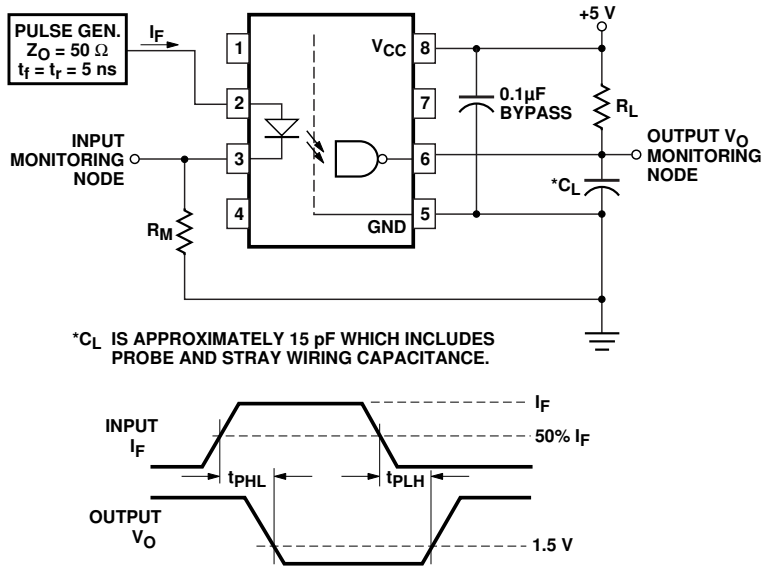 PULSE GEN.
Z_O = 50 Ω
t_f = t_r = 5 ns
I_F
1
2
3
4
V_CC
8
7
6
5
GND
+5 V
0.1µF
BYPASS
R_L
INPUT
MONITORING
NODE
R_M
OUTPUT V_O
MONITORING
NODE
*C_L
*C_L IS APPROXIMATELY 15 pF WHICH INCLUDES
PROBE AND STRAY WIRING CAPACITANCE.
INPUT
I_F
I_F
50% I_F
t_PHL
t_PLH
OUTPUT
V_O
1.5 V